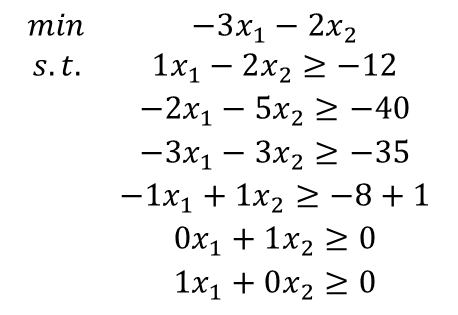 min −3x₁ − 2x₂
s.t. 1x₁ − 2x₂ ≥ −12
−2x₁ − 5x₂ ≥ −40
−3x₁ − 3x₂ ≥ −35
−1x₁ + 1x₂ ≥ −8 + 1
0x₁ + 1x₂ ≥ 0
1x₁ + 0x₂ ≥ 0